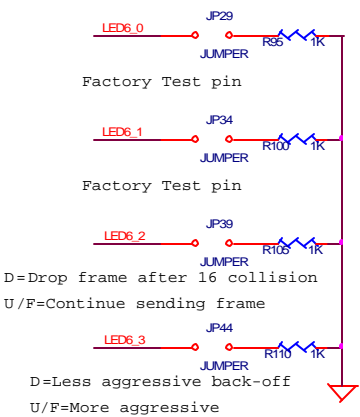 JP29
LED6_0
R95 1K
JUMPER
Factory Test pin
JP34
LED6_1
R100 1K
JUMPER
Factory Test pin
JP39
LED6_2
R105 1K
JUMPER
D=Drop frame after 16 collision
U/F=Continue sending frame
JP44
LED6_3
R110 1K
JUMPER
D=Less aggressive back-off
U/F=More aggressive